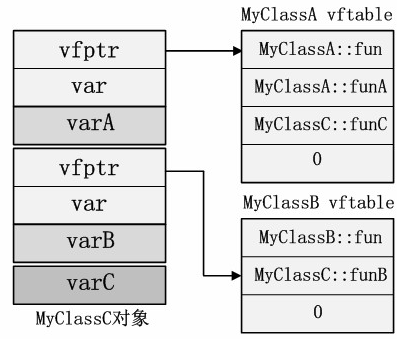 MyClassA vftable
vfptr
var
varA
MyClassA::fun
MyClassA::funA
MyClassC::funC
0
vfptr
var
varB
varC
MyClassC对象
MyClassB vftable
MyClassB::fun
MyClassC::funB
0